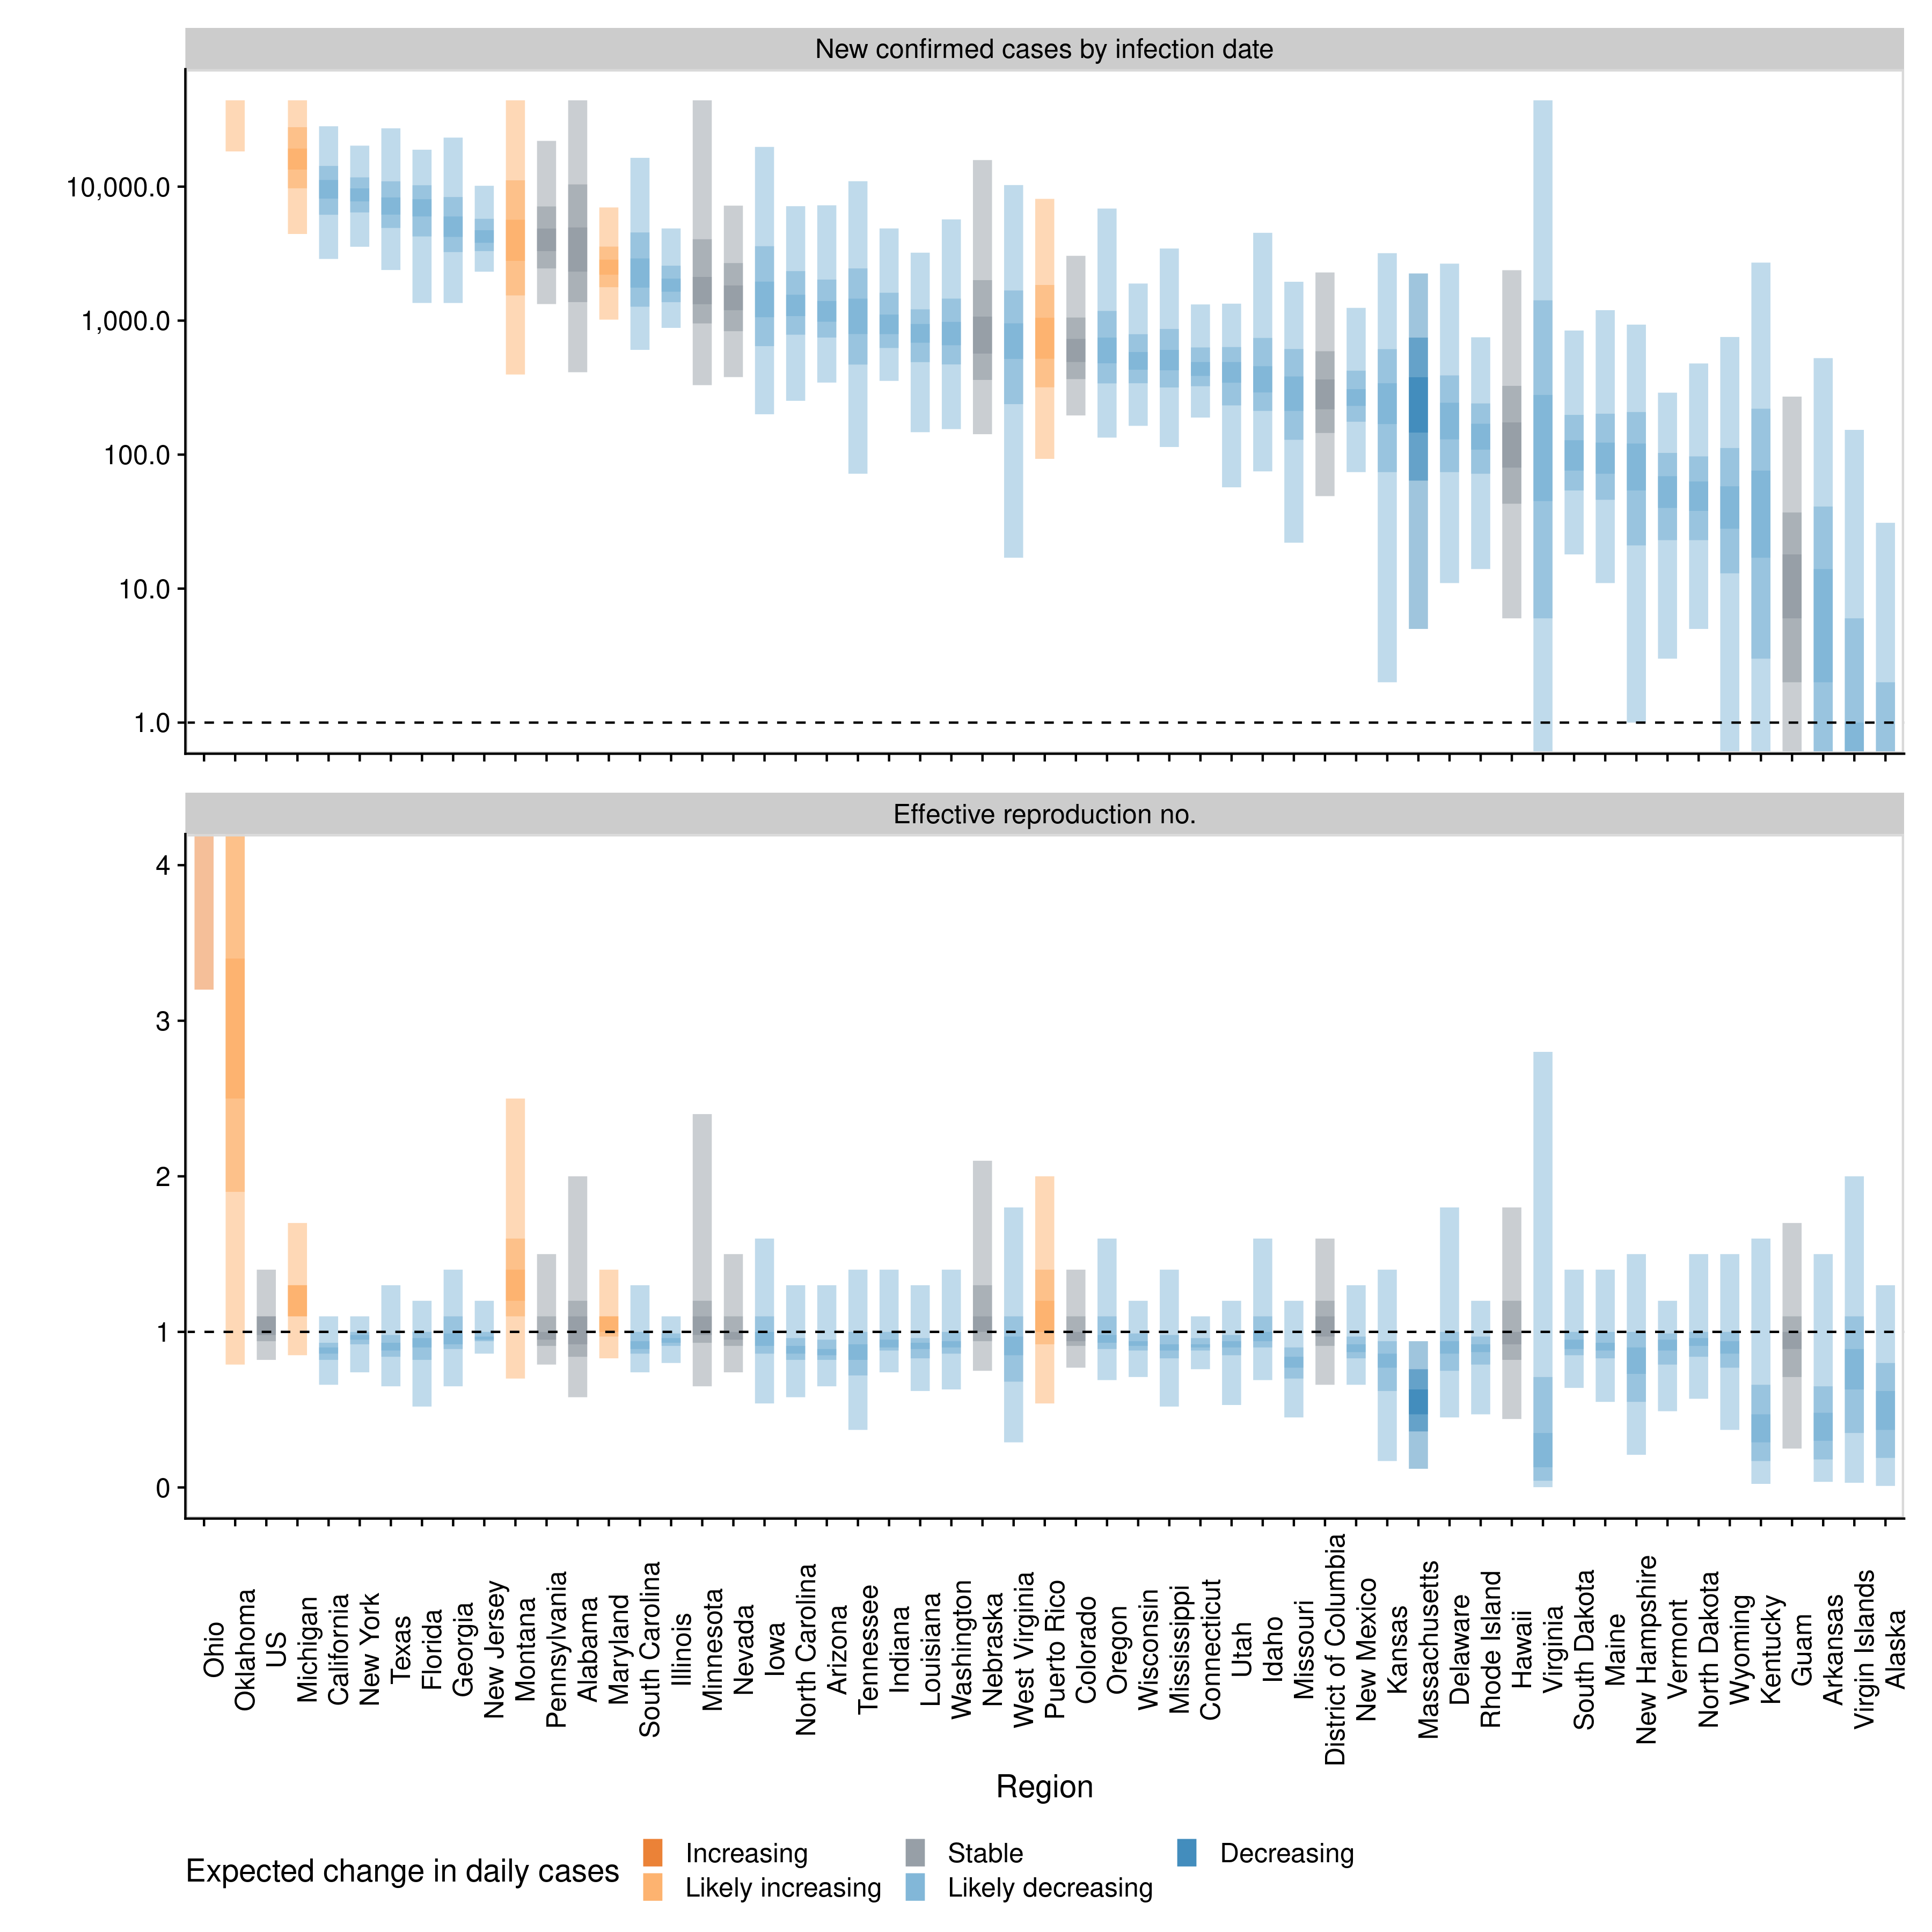 New confirmed cases by infection date
10,000.0
1,000.0
100.0
10.0
1.0
Effective reproduction no.
4
3
2
1
0
Ohio
Oklahoma
US
Michigan
California
New York
Texas
Florida
Georgia
New Jersey
Montana
Pennsylvania
Alabama
Maryland
South Carolina
Illinois
Minnesota
Nevada
Iowa
North Carolina
Arizona
Tennessee
Indiana
Louisiana
Washington
Nebraska
West Virginia
Puerto Rico
Colorado
Oregon
Wisconsin
Mississippi
Connecticut
Utah
Idaho
Missouri
District of Columbia
New Mexico
Kansas
Massachusetts
Delaware
Rhode Island
Hawaii
Virginia
South Dakota
Maine
New Hampshire
Vermont
North Dakota
Wyoming
Kentucky
Guam
Arkansas
Virgin Islands
Alaska
Region
Expected change in daily cases
Increasing
Likely increasing
Stable
Likely decreasing
Decreasing